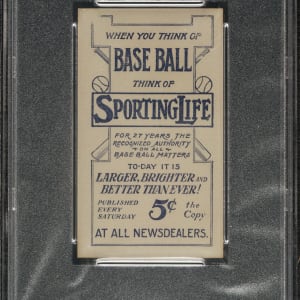 WHEN YOU THINK OF
BASE BALL
THINK OF
SPORTING LIFE
FOR 27 YEARS THE
RECOGNIZED AUTHORITY
ON ALL
BASE BALL MATTERS
TO-DAY IT IS
LARGER, BRIGHTER AND
BETTER THAN EVER!
PUBLISHED
EVERY
SATURDAY
5¢
the
Copy
AT ALL NEWSDEALERS.